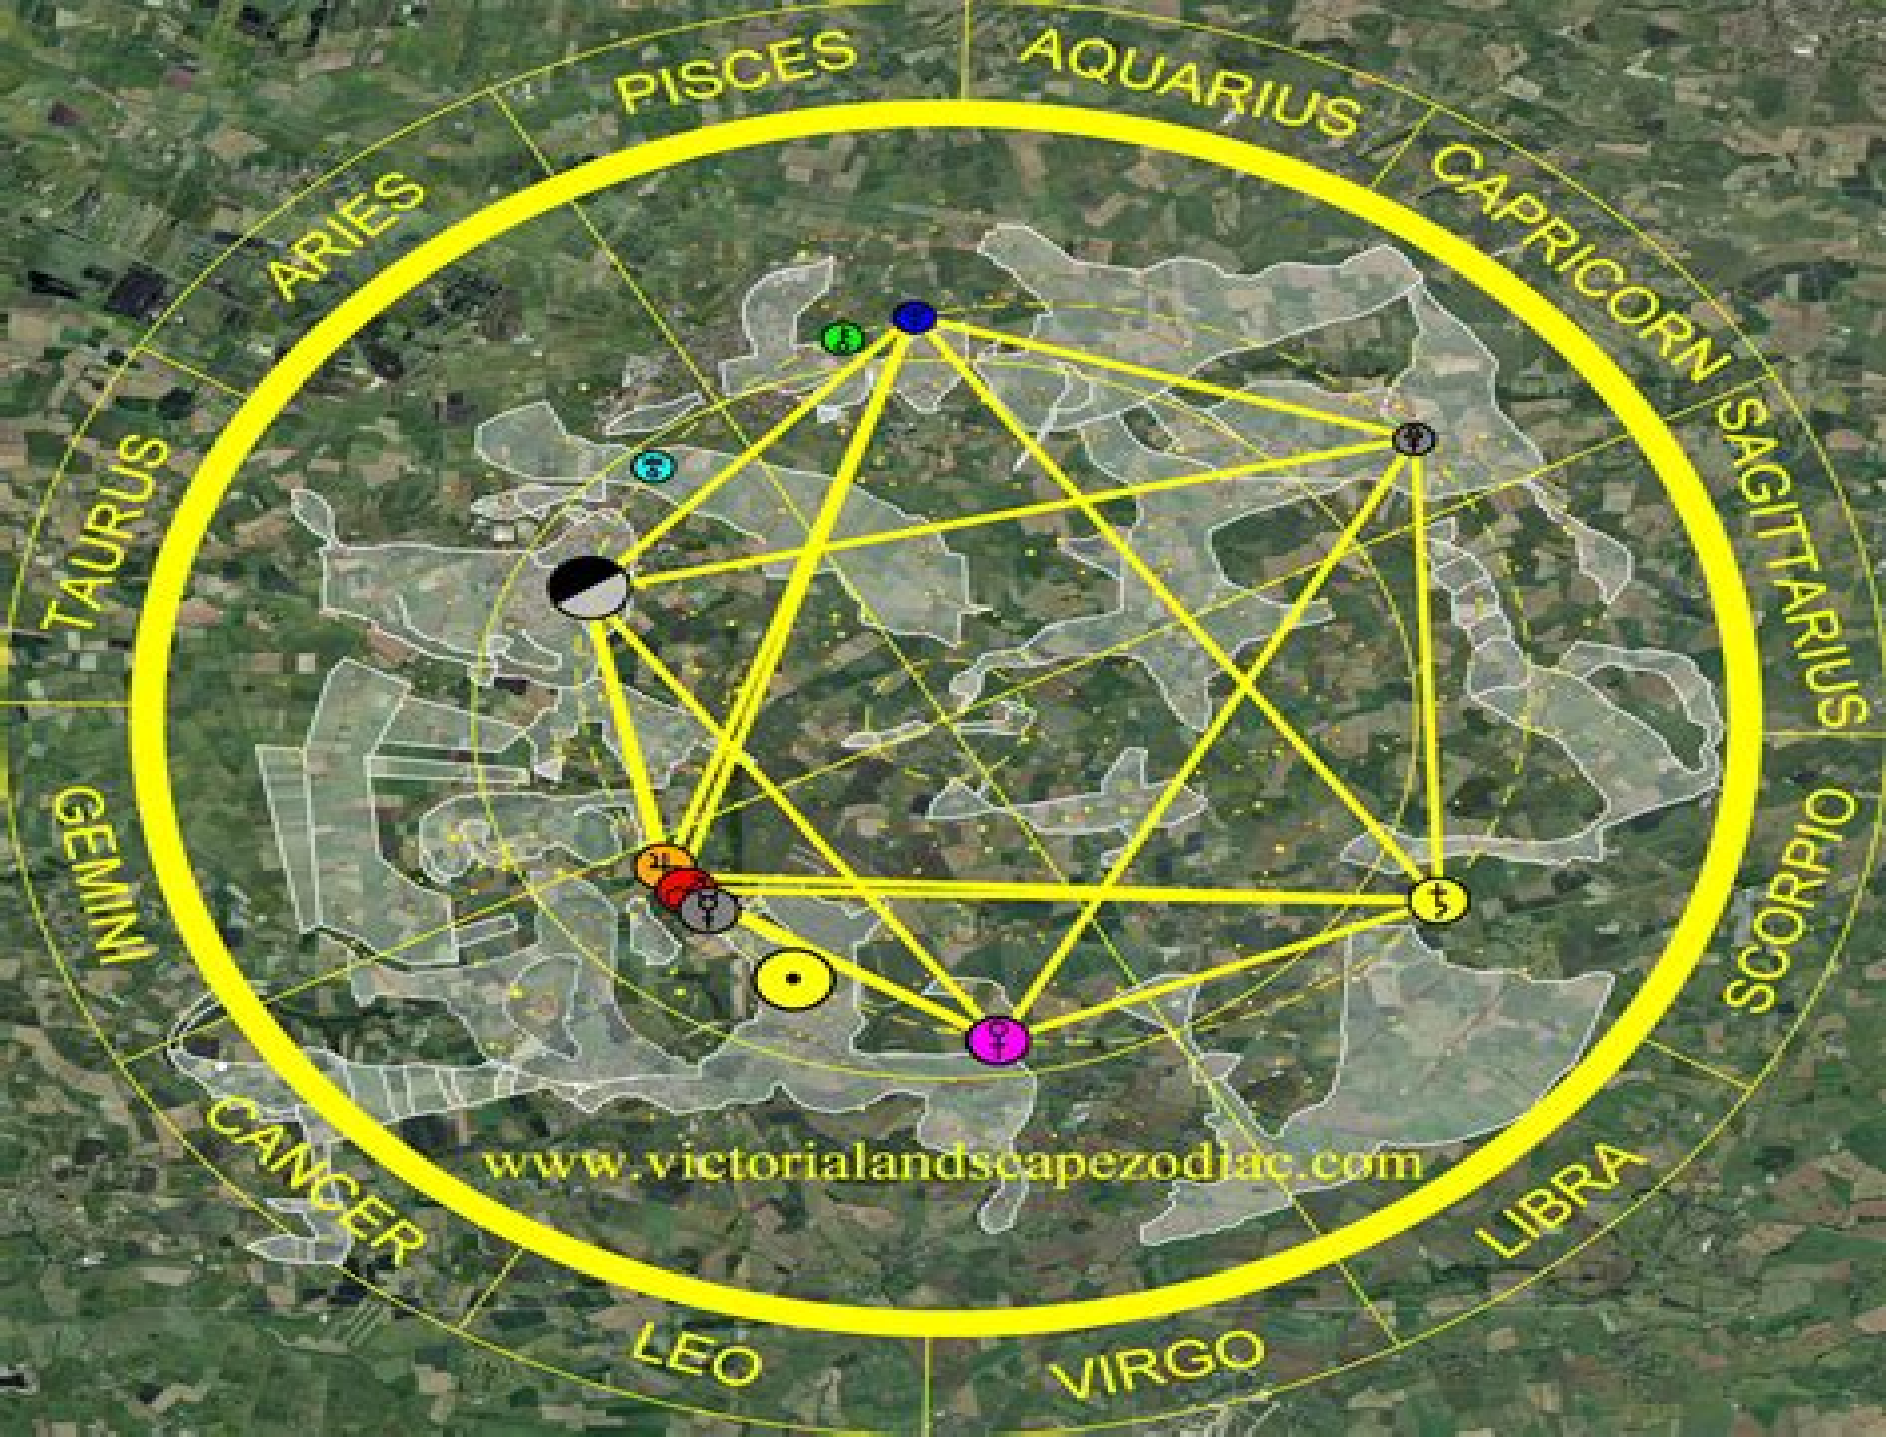 PISCES
AQUARIUS
ARIES
CAPRICORN
TAURUS
SAGITTARIUS
GEMINI
SCORPIO
CANCER
www.victorialandscapezodiac.com
LIBRA
LEO
VIRGO